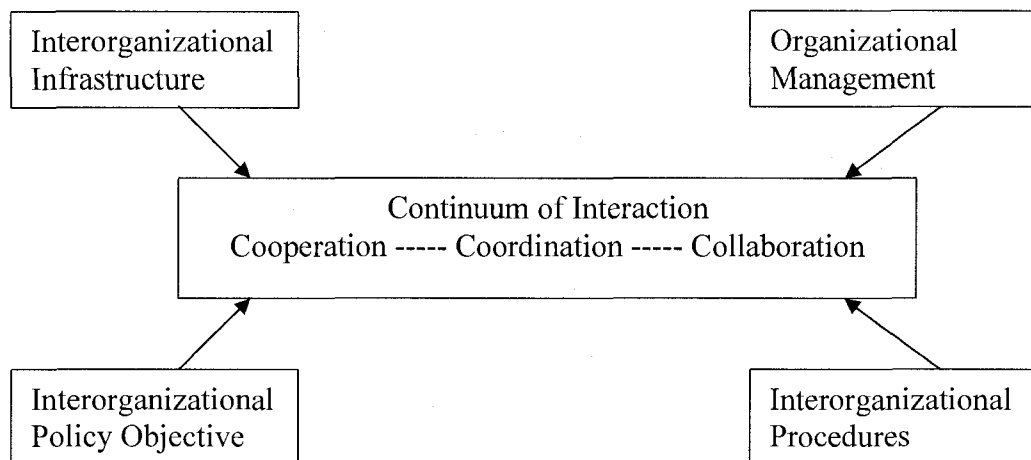 Interorganizational
Infrastructure
Organizational
Management
Continuum of Interaction
Cooperation ----- Coordination ----- Collaboration
Interorganizational
Policy Objective
Interorganizational
Procedures